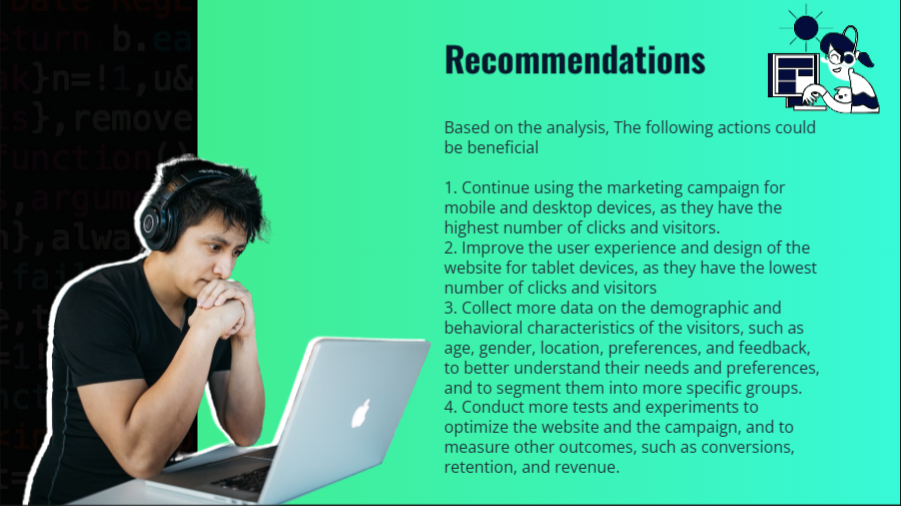 Recommendations
Based on the analysis, The following actions could
be beneficial
1. Continue using the marketing campaign for
mobile and desktop devices, as they have the
highest number of clicks and visitors.
2. Improve the user experience and design of the
website for tablet devices, as they have the lowest
number of clicks and visitors
3. Collect more data on the demographic and
behavioral characteristics of the visitors, such as
age, gender, location, preferences, and feedback,
to better understand their needs and preferences,
and to segment them into more specific groups.
4. Conduct more tests and experiments to
optimize the website and the campaign, and to
measure other outcomes, such as conversions,
retention, and revenue.